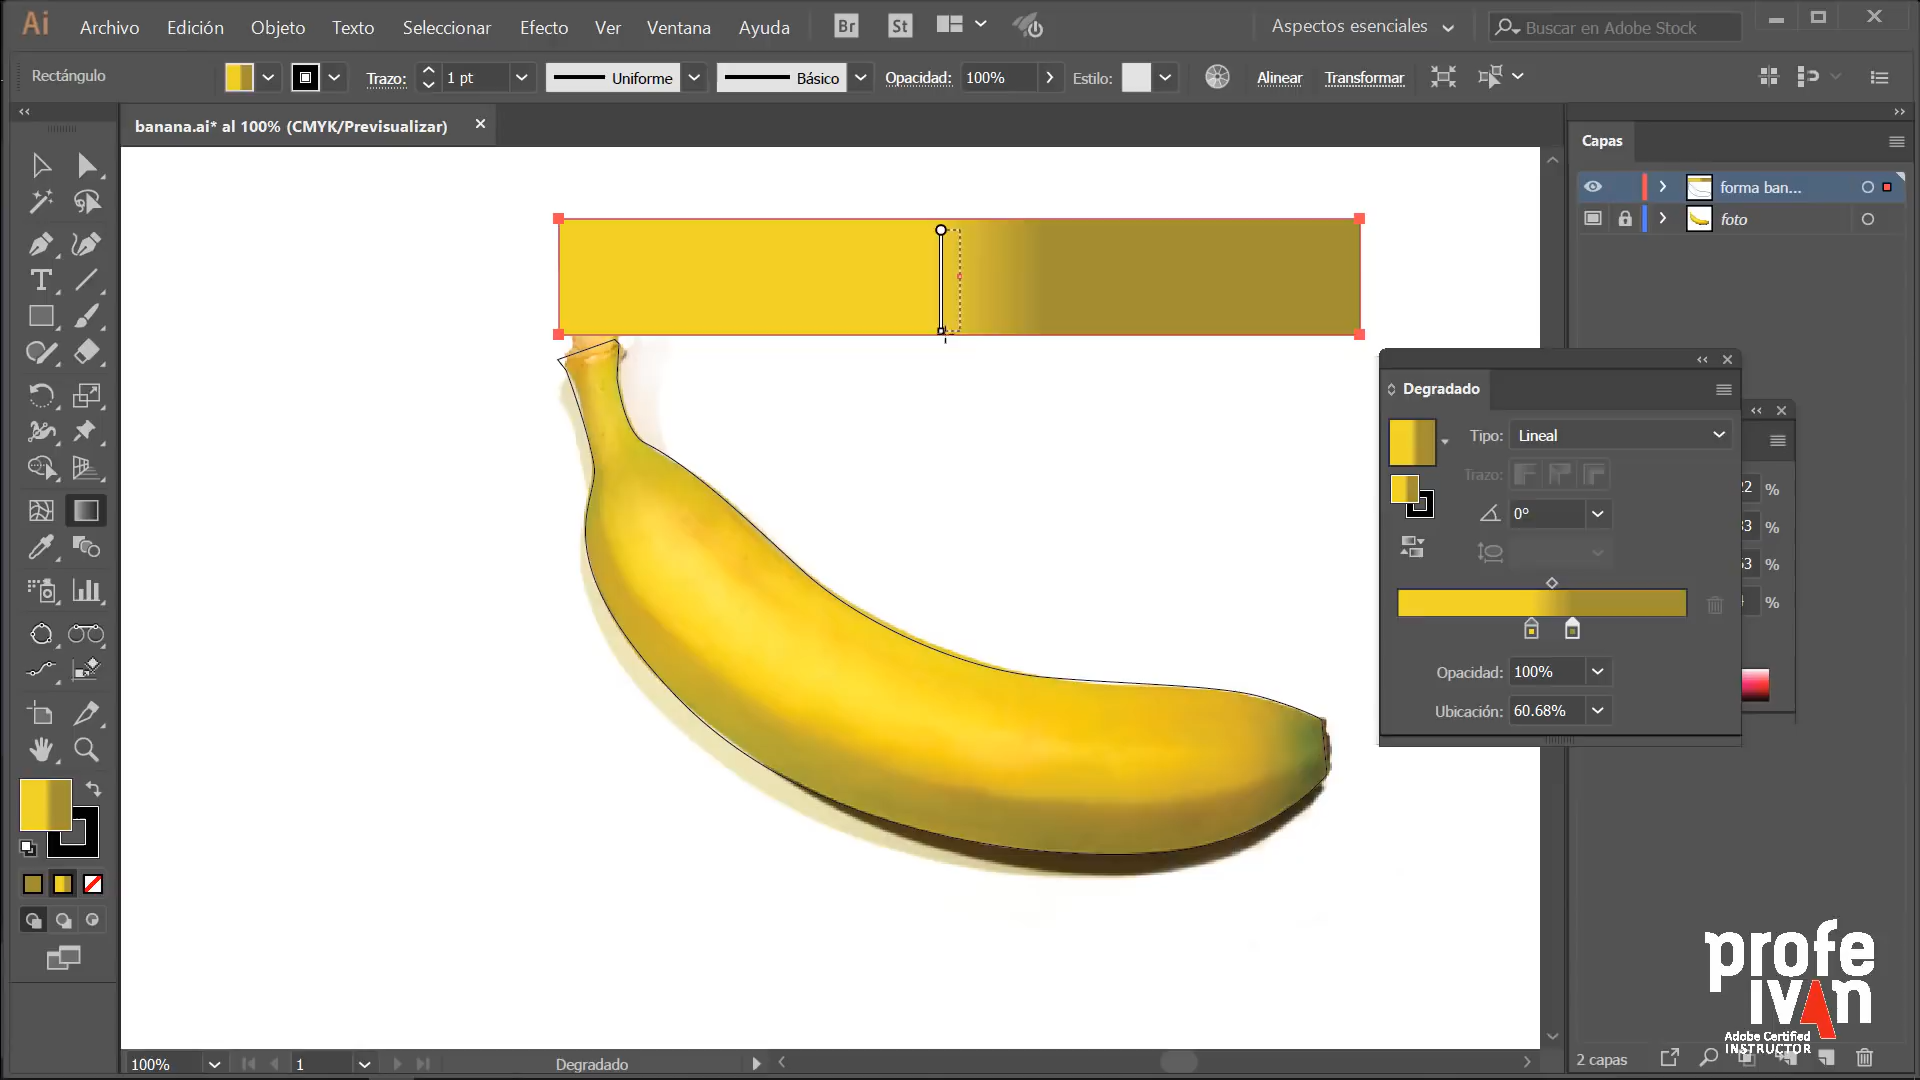 Ai Archivo Edición Objeto Texto Seleccionar Efecto Ver Ventana Ayuda Br St Aspectos esenciales Buscar en Adobe Stock
Rectángulo Trazo: 1 pt Uniforme Básico Opacidad: 100% Estilo: Alinear Transformar
banana.ai* al 100% (CMYK/Previsualizar)
Capas
forma ban...
foto
Degradado
Tipo: Lineal
Trazo:
0°
%
%
%
%
Opacidad: 100%
Ubicación: 60.68%
profe
ivan
Adobe Certified
INSTRUCTOR
100% 1 Degradado 2 capas